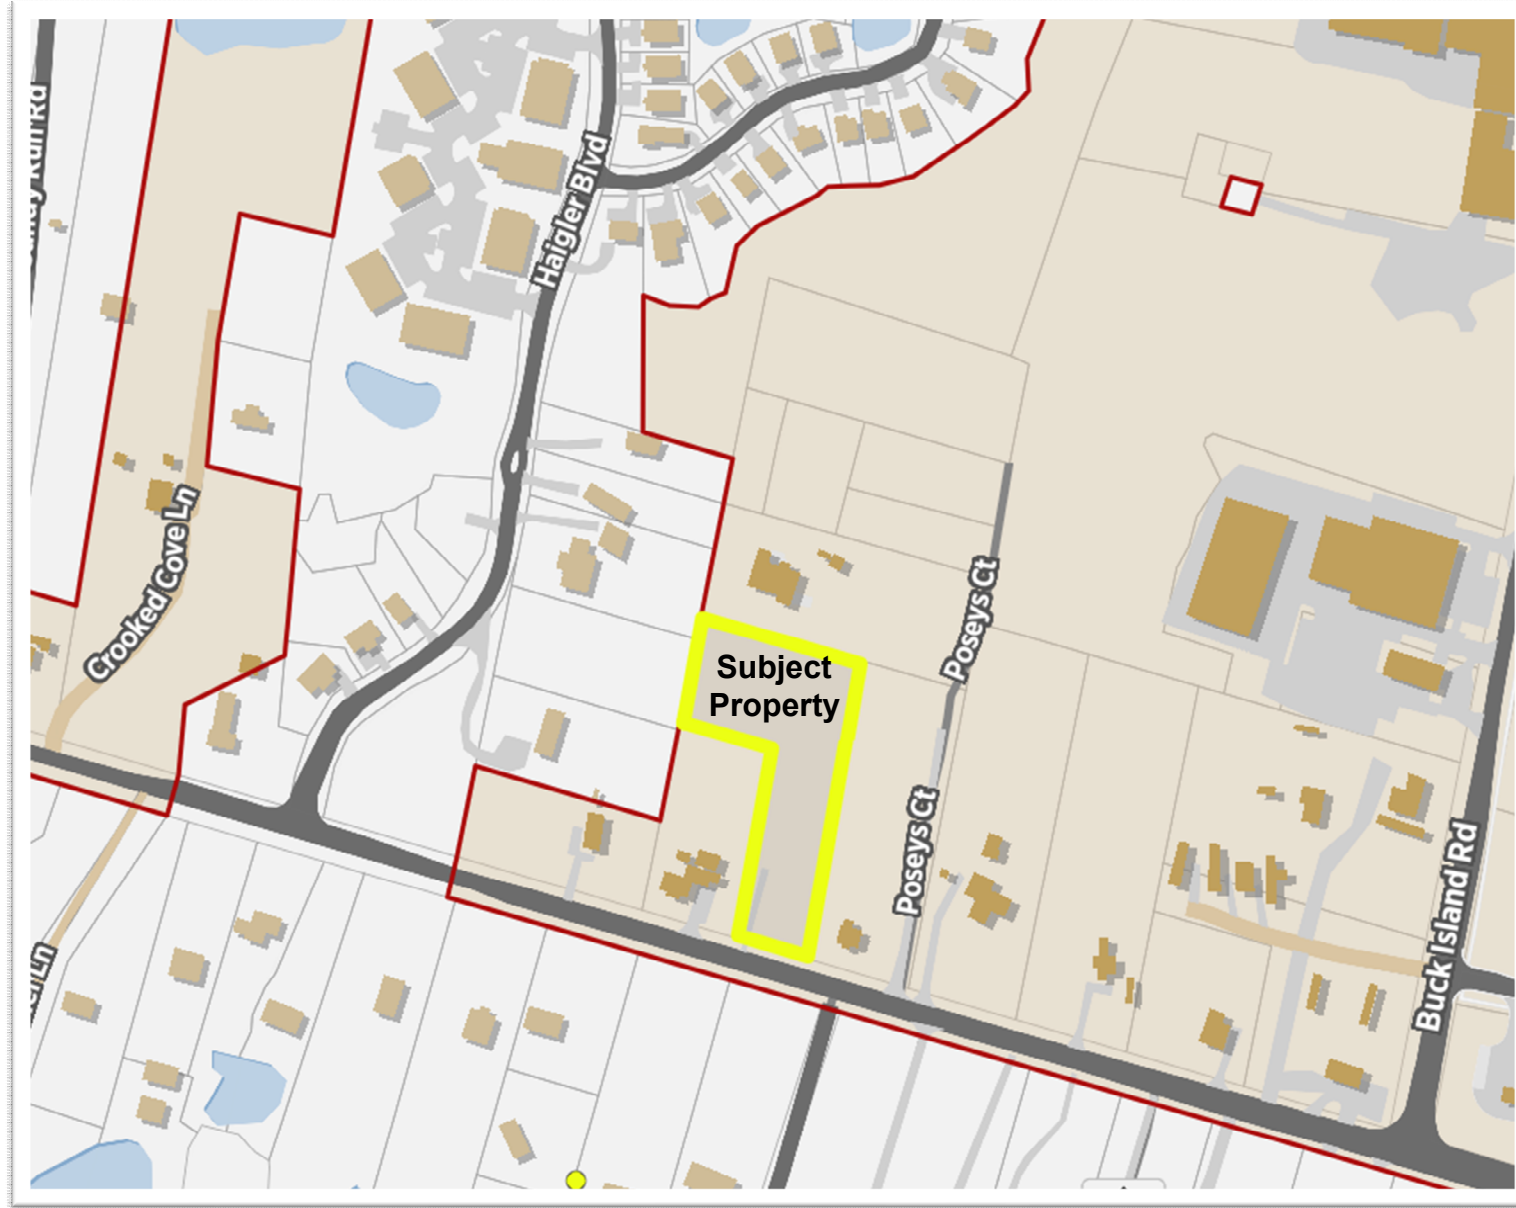 Haigler Blvd
Crooked Cove Ln
Poseys Ct
Subject
Property
Poseys Ct
Buck Island Rd